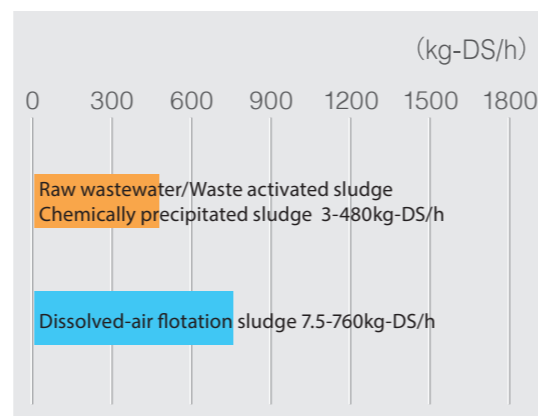 (kg-DS/h)
0 300 600 900 1200 1500 1800
Raw wastewater/Waste activated sludge
Chemically precipitated sludge 3-480kg-DS/h
Dissolved-air flotation sludge 7.5-760kg-DS/h